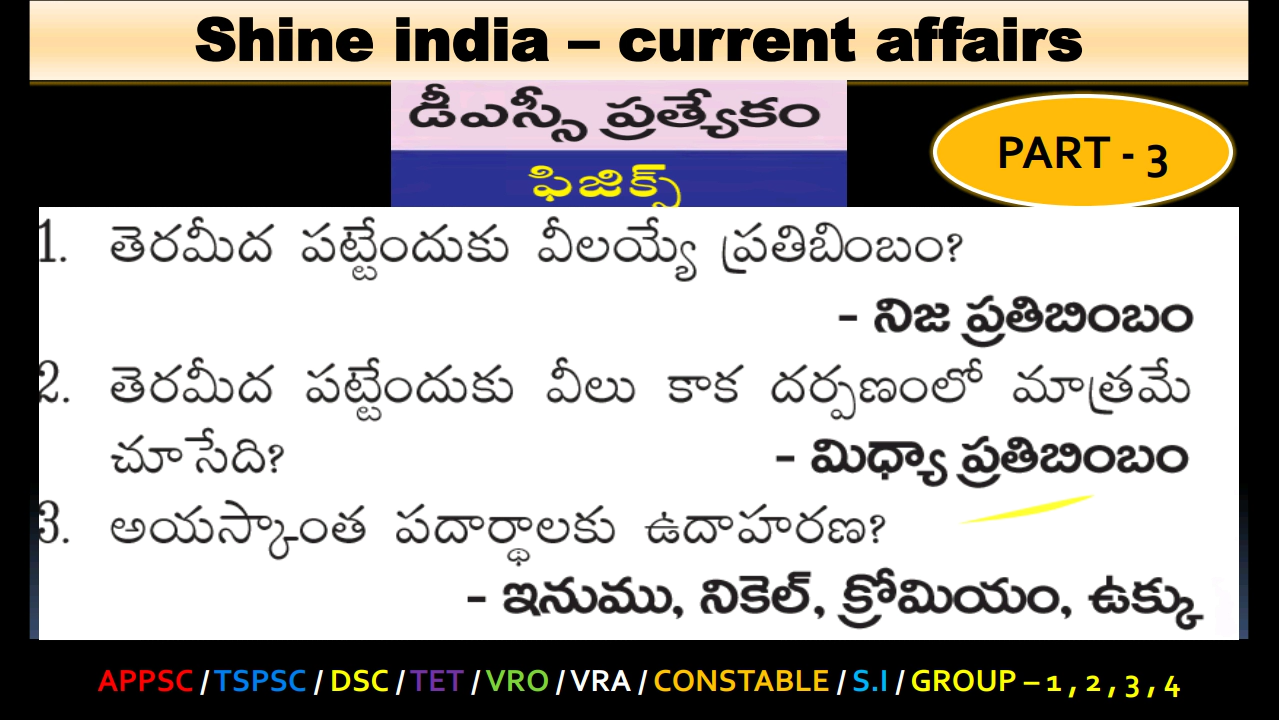 Shine india – current affairs
డీఎస్సీ ప్రత్యేకం
ఫిజిక్స్
PART - 3
1. తెరమీద పట్టేందుకు వీలయ్యే ప్రతిబింబం?
- నిజ ప్రతిబింబం
2. తెరమీద పట్టేందుకు వీలు కాక దర్పణంలో మాత్రమే
చూసేది? - మిధ్యా ప్రతిబింబం
3. అయస్కాంత పదార్థాలకు ఉదాహరణ?
- ఇనుము, నికెల్, క్రోమియం, ఉక్కు
APPSC / TSPSC / DSC / TET / VRO / VRA / CONSTABLE / S.I / GROUP – 1 , 2 , 3 , 4